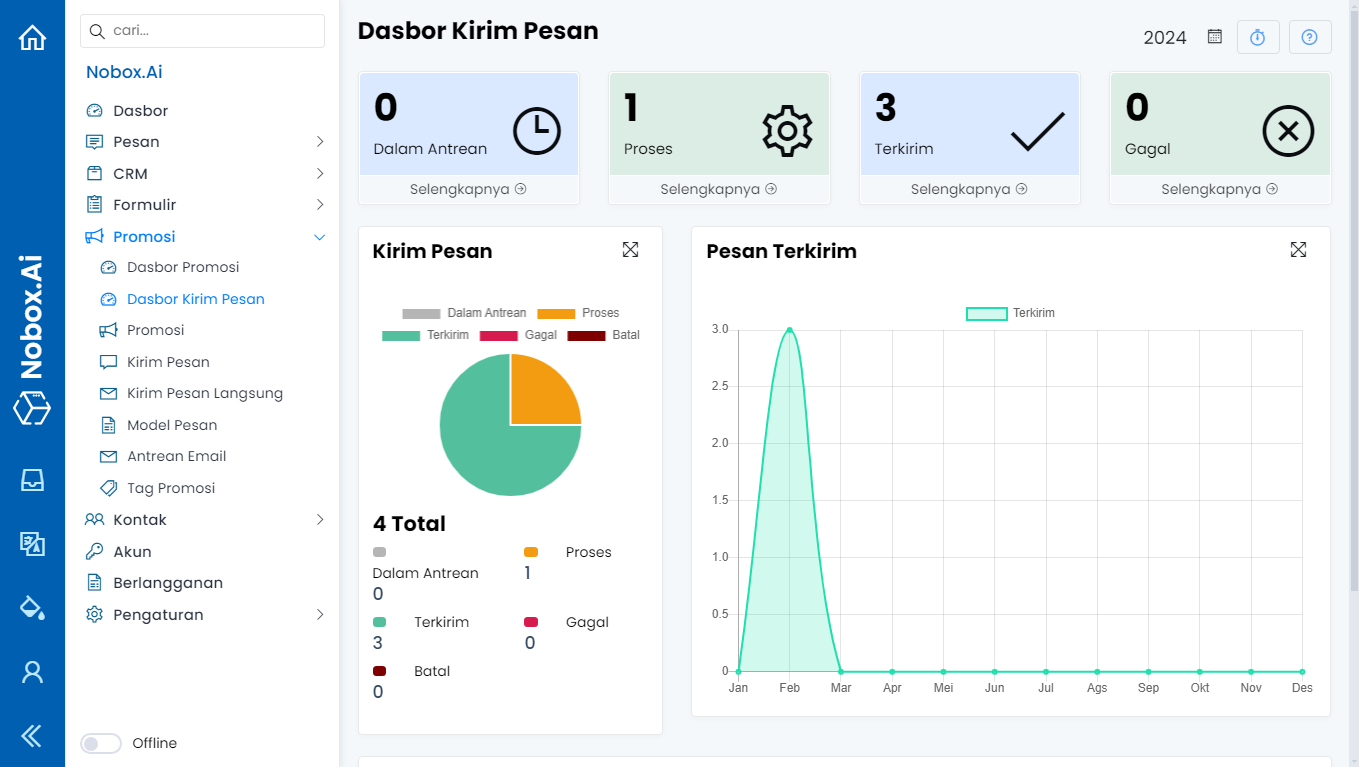 Nobox.Ai
cari...
Nobox.Ai
Dasbor
Pesan
CRM
Formulir
Promosi
Dasbor Promosi
Dasbor Kirim Pesan
Promosi
Kirim Pesan
Kirim Pesan Langsung
Model Pesan
Antrean Email
Tag Promosi
Kontak
Akun
Berlangganan
Pengaturan
Offline
Dasbor Kirim Pesan
2024
0
Dalam Antrean
Selengkapnya
1
Proses
Selengkapnya
3
Terkirim
Selengkapnya
0
Gagal
Selengkapnya
Kirim Pesan
Dalam Antrean Proses
Terkirim Gagal Batal
4 Total
Dalam Antrean
0
Proses
1
Terkirim
3
Gagal
0
Batal
0
Pesan Terkirim
Terkirim
3.0
2.5
2.0
1.5
1.0
0.5
0
Jan Feb Mar Apr Mei Jun Jul Ags Sep Okt Nov Des